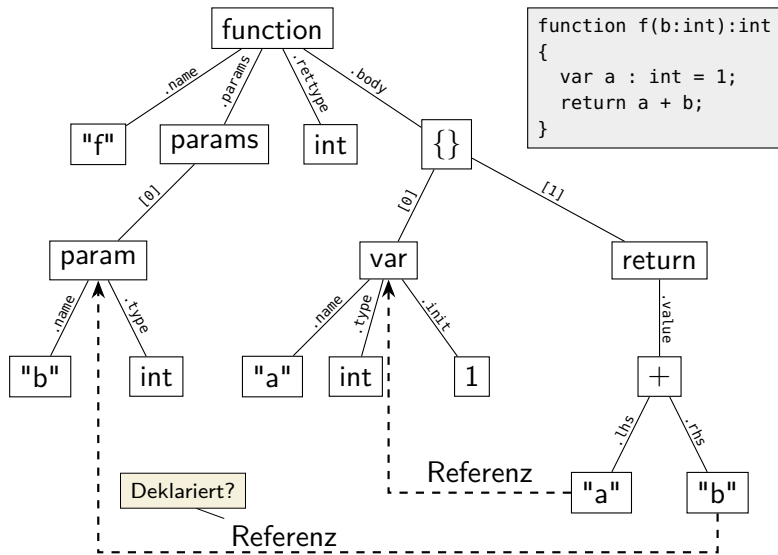 function
function f(b:int):int
{
  var a : int = 1;
  return a + b;
}
.name
.params
.rettype
.body
"f"
params
int
{}
[0]
[0]
[1]
param
var
return
.name
.type
.name
.type
.init
.value
"b"
int
"a"
int
1
+
.lhs
.rhs
Referenz
"a"
"b"
Deklariert?
Referenz